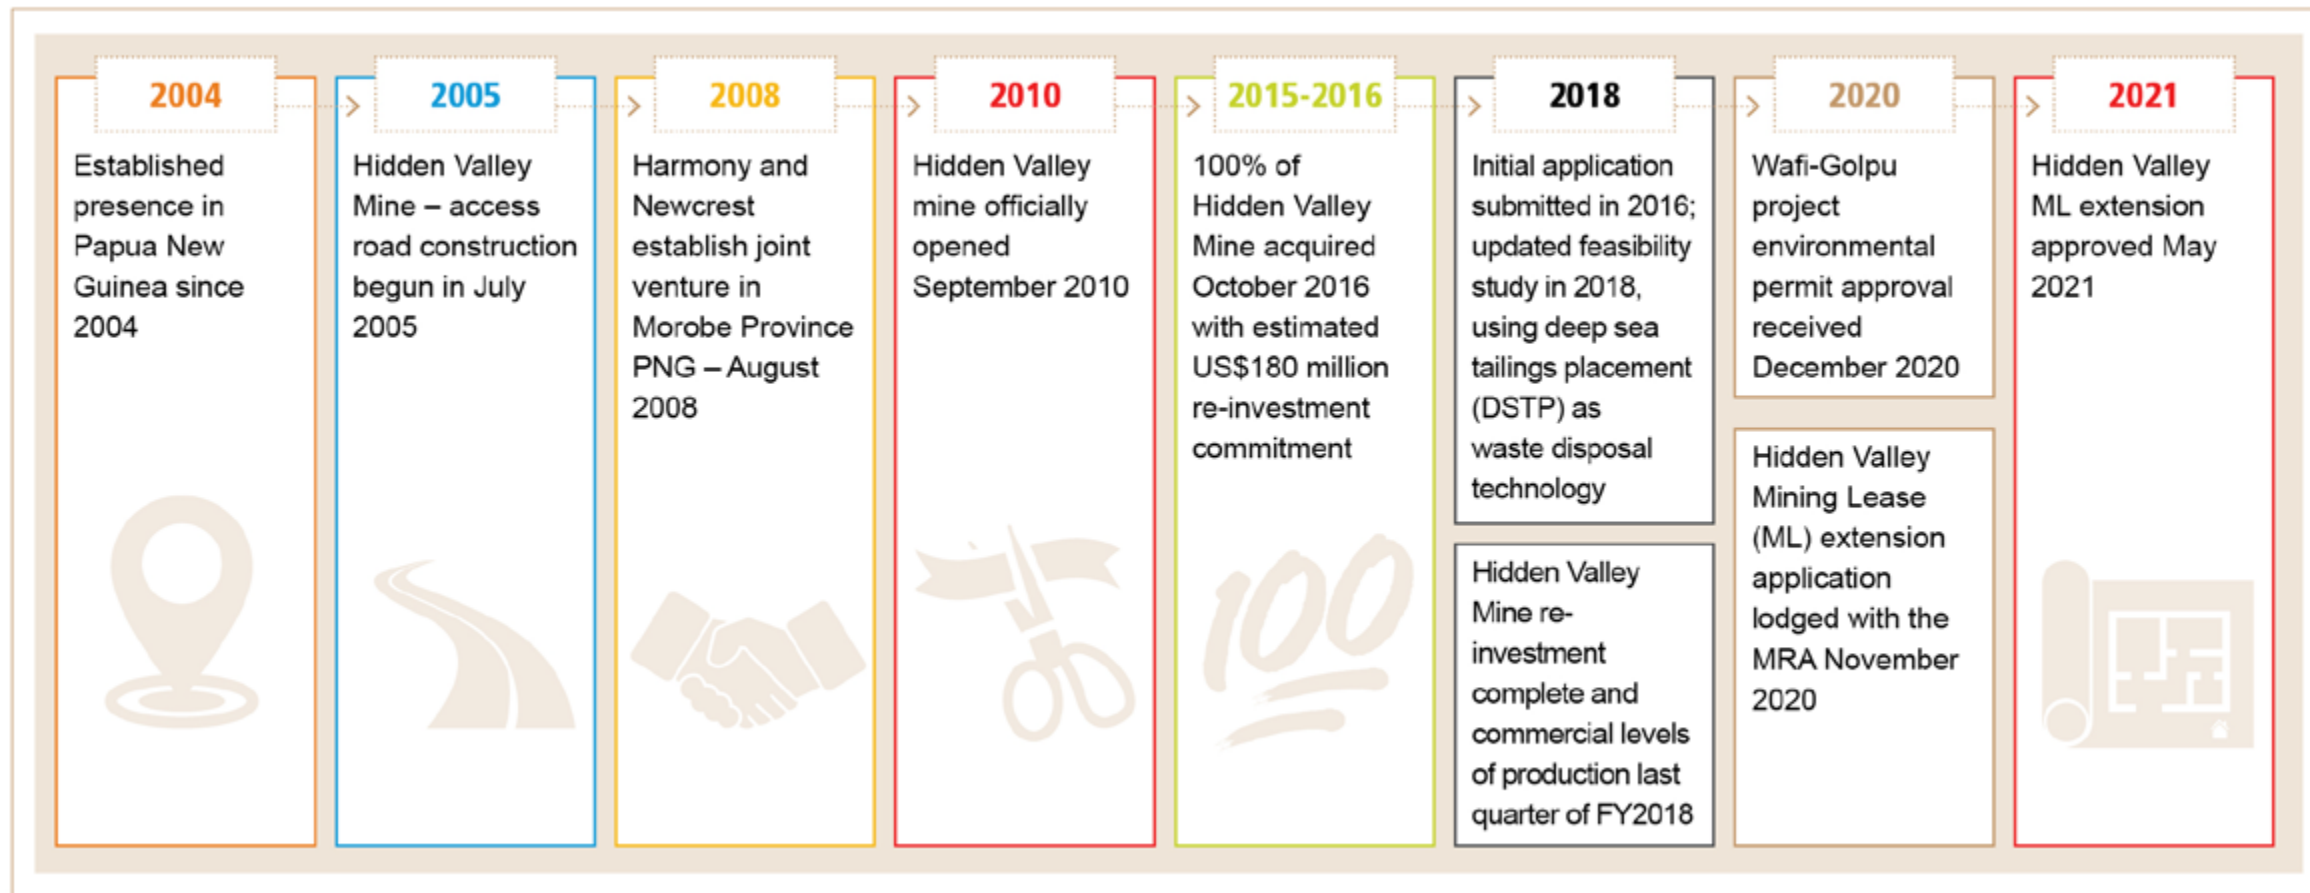 2004
Established
presence in
Papua New
Guinea since
2004
2005
Hidden Valley
Mine – access
road construction
begun in July
2005
2008
Harmony and
Newcrest
establish joint
venture in
Morobe Province
PNG – August
2008
2010
Hidden Valley
mine officially
opened
September 2010
2015-2016
100% of
Hidden Valley
Mine acquired
October 2016
with estimated
US$180 million
re-investment
commitment
100
2018
Initial application
submitted in 2016;
updated feasibility
study in 2018,
using deep sea
tailings placement
(DSTP) as
waste disposal
technology
Hidden Valley
Mine re-
investment
complete and
commercial levels
of production last
quarter of FY2018
2020
Wafi-Golpu
project
environmental
permit approval
received
December 2020
Hidden Valley
Mining Lease
(ML) extension
application
lodged with the
MRA November
2020
2021
Hidden Valley
ML extension
approved May
2021